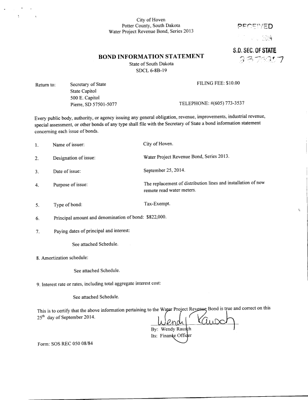 City of Hoven
Potter County, South Dakota
Water Project Revenue Bond, Series 2013
RECEIVED
S.D. SEC. OF STATE
BOND INFORMATION STATEMENT
State of South Dakota
SDCL 6-8B-19
Return to: Secretary of State FILING FEE: $10.00
State Capitol
500 E. Capitol
Pierre, SD 57501-5077 TELEPHONE: #(605) 773-3537
Every public body, authority, or agency issuing any general obligation, revenue, improvements, industrial revenue,
special assessment, or other bonds of any type shall file with the Secretary of State a bond information statement
concerning each issue of bonds.
1. Name of issuer: City of Hoven.
2. Designation of issue: Water Project Revenue Bond, Series 2013.
3. Date of issue: September 25, 2014.
4. Purpose of issue: The replacement of distribution lines and installation of new
remote read water meters.
5. Type of bond: Tax-Exempt.
6. Principal amount and denomination of bond: $822,000.
7. Paying dates of principal and interest:
See attached Schedule.
8. Amortization schedule:
See attached Schedule.
9. Interest rate or rates, including total aggregate interest cost:
See attached Schedule.
This is to certify that the above information pertaining to the Water Project Revenue Bond is true and correct on this
25th day of September 2014.
Wendy Rausch
By: Wendy Rausch
Its: Finance Officer
Form: SOS REC 050 08/84